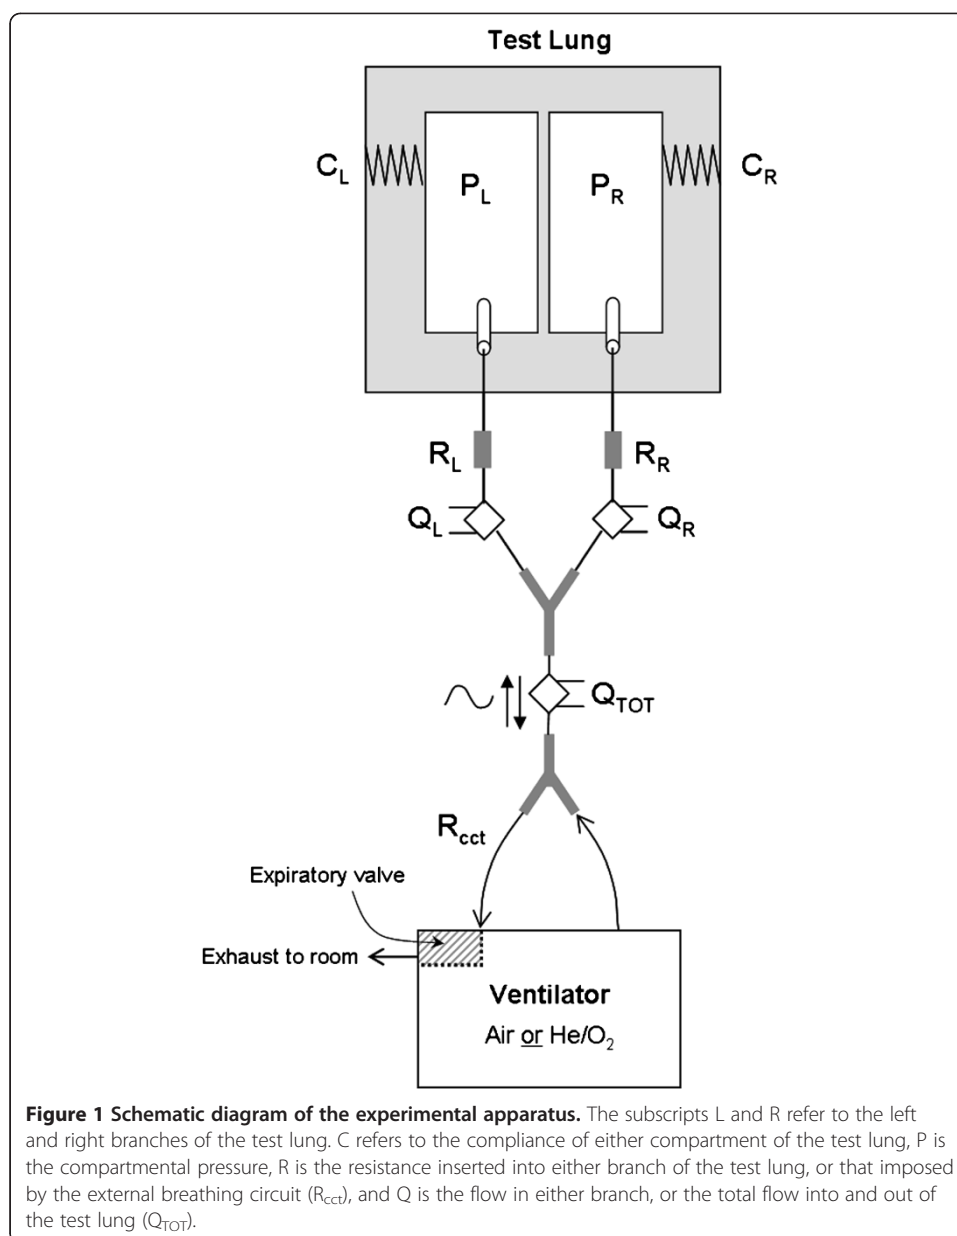 Test Lung
C_L
P_L
P_R
C_R
R_L
R_R
Q_L
Q_R
Q_TOT
R_cct
Expiratory valve
Exhaust to room
Ventilator
Air or He/O₂
Figure 1 Schematic diagram of the experimental apparatus. The subscripts L and R refer to the left
and right branches of the test lung. C refers to the compliance of either compartment of the test lung, P is
the compartmental pressure, R is the resistance inserted into either branch of the test lung, or that imposed
by the external breathing circuit (R_cct), and Q is the flow in either branch, or the total flow into and out of
the test lung (Q_TOT).